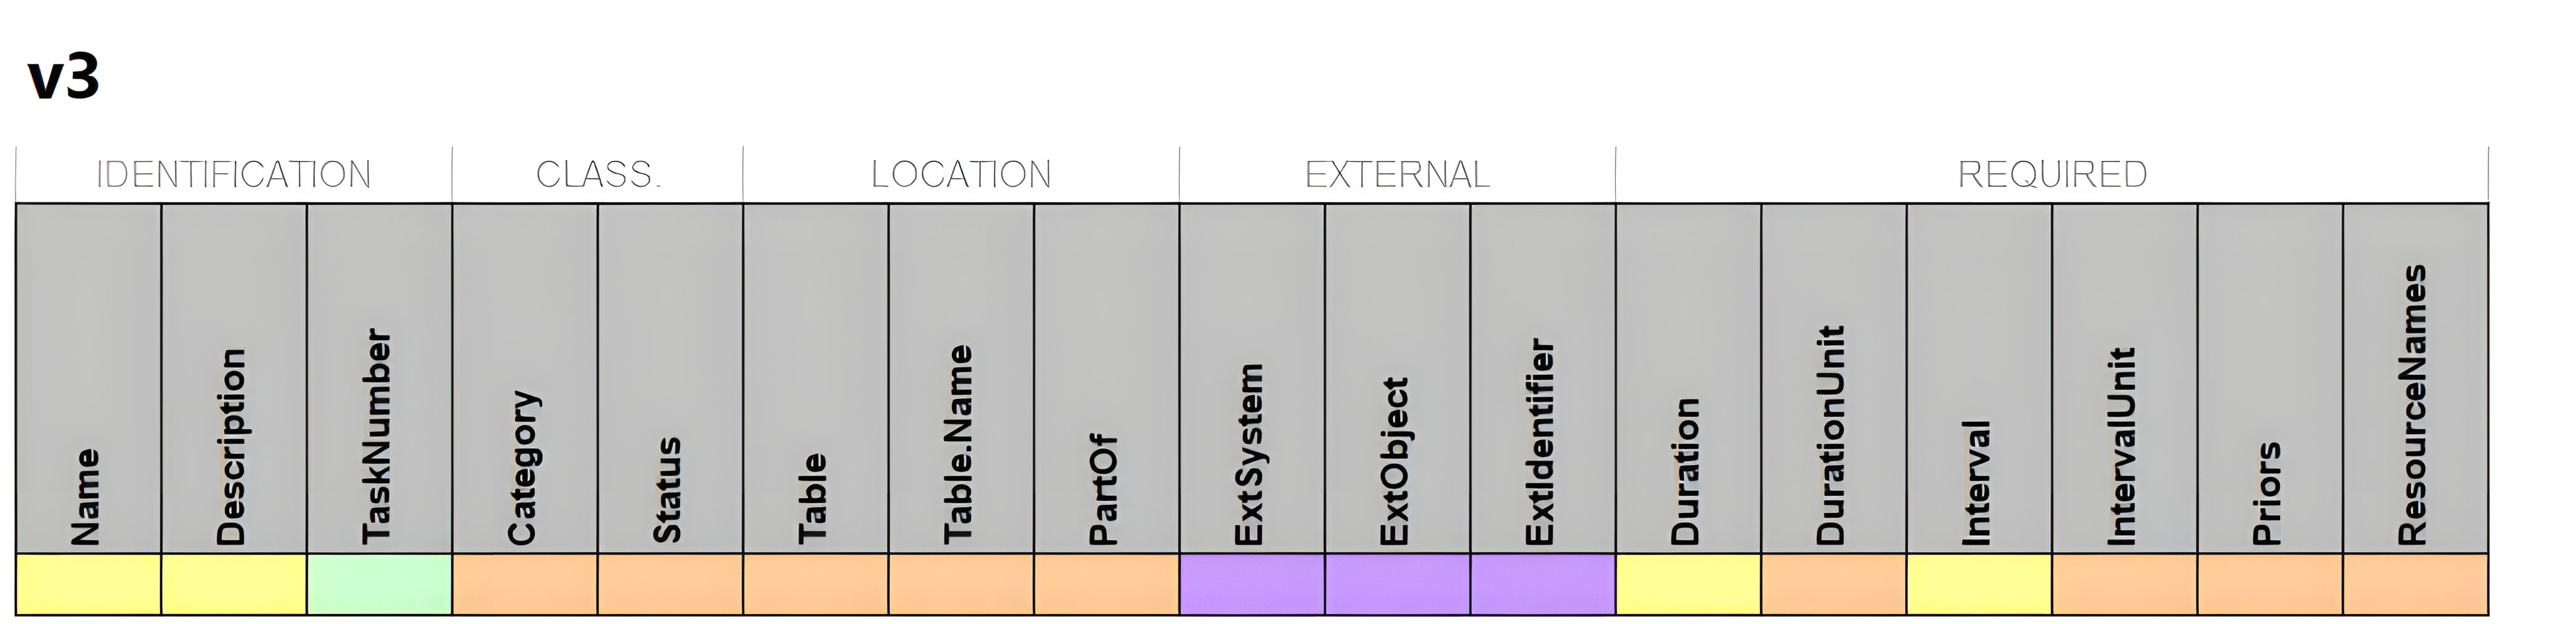 v3
IDENTIFICATION CLASS. LOCATION EXTERNAL REQUIRED
Name
Description
TaskNumber
Category
Status
Table
Table.Name
PartOf
ExtSystem
ExtObject
ExtIdentifier
Duration
DurationUnit
Interval
IntervalUnit
Priors
ResourceNames